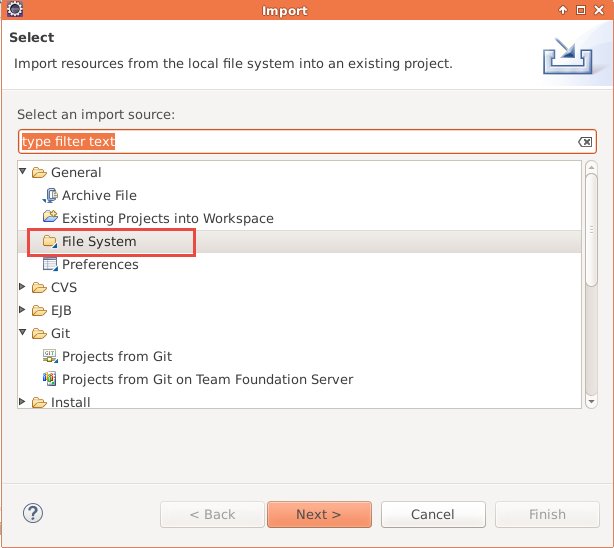 Import
Select
Import resources from the local file system into an existing project.
Select an import source:
type filter text
General
Archive File
Existing Projects into Workspace
File System
Preferences
CVS
EJB
Git
Projects from Git
Projects from Git on Team Foundation Server
Install
? < Back Next > Cancel Finish